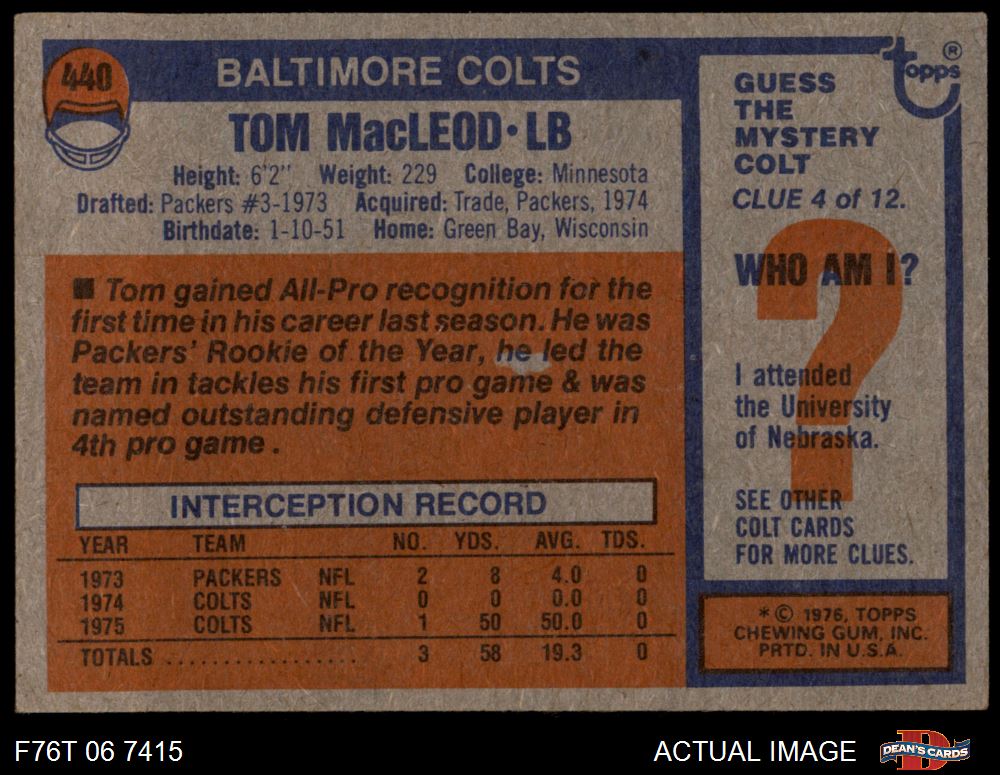 440
BALTIMORE COLTS
TOM MacLEOD • LB
Height: 6'2" Weight: 229 College: Minnesota
Drafted: Packers #3-1973 Acquired: Trade, Packers, 1974
Birthdate: 1-10-51 Home: Green Bay, Wisconsin
■ Tom gained All-Pro recognition for the
first time in his career last season. He was
Packers' Rookie of the Year, he led the
team in tackles his first pro game & was
named outstanding defensive player in
4th pro game.
INTERCEPTION RECORD
YEAR TEAM NO. YDS. AVG. TDS.
1973 PACKERS NFL 2 8 4.0 0
1974 COLTS NFL 0 0 0.0 0
1975 COLTS NFL 1 50 50.0 0
TOTALS .................. 3 58 19.3 0
topps ®
GUESS
THE
MYSTERY
COLT
CLUE 4 of 12.
WHO AM I?
?
I attended
the University
of Nebraska.
SEE OTHER
COLT CARDS
FOR MORE CLUES.
* © 1976, TOPPS
CHEWING GUM, INC.
PRTD. IN U.S.A.
F76T 06 7415
ACTUAL IMAGE
D
DEAN'S CARDS